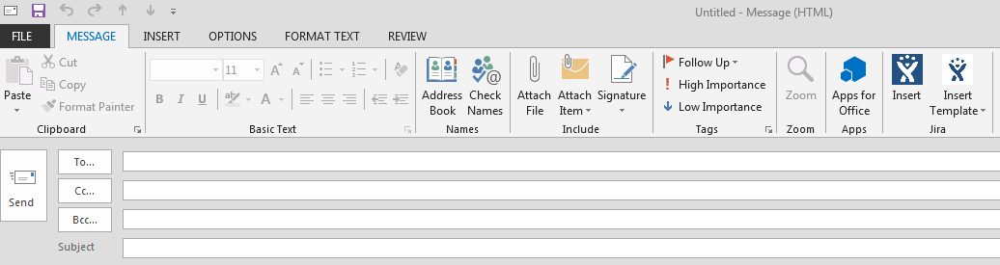 Untitled - Message (HTML)
FILE MESSAGE INSERT OPTIONS FORMAT TEXT REVIEW
Paste
Cut
Copy
Format Painter
Clipboard
11 A A
B I U ab A
Basic Text
Address
Book
Check
Names
Names
Attach
File
Attach
Item
Signature
Include
Follow Up
High Importance
Low Importance
Tags
Zoom
Zoom
Apps for
Office
Apps
Insert
Insert
Template
Jira
Send
To...
Cc...
Bcc...
Subject